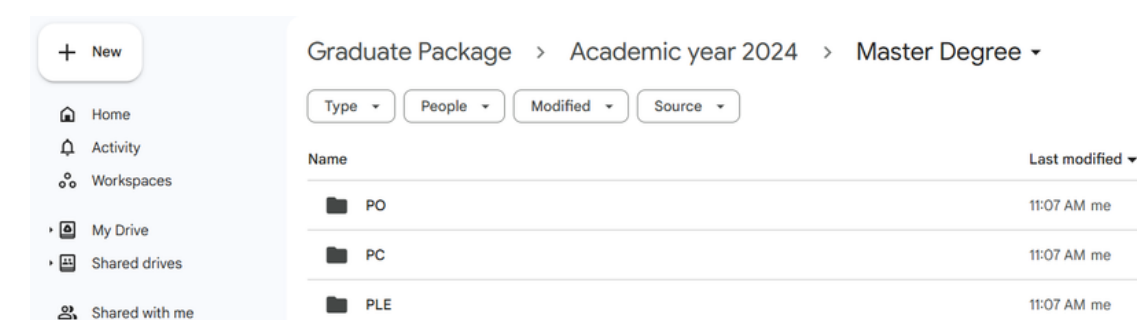 New
Home
Activity
Workspaces
My Drive
Shared drives
Shared with me
Graduate Package > Academic year 2024 > Master Degree
Type People Modified Source
Name Last modified
PO 11:07 AM me
PC 11:07 AM me
PLE 11:07 AM me